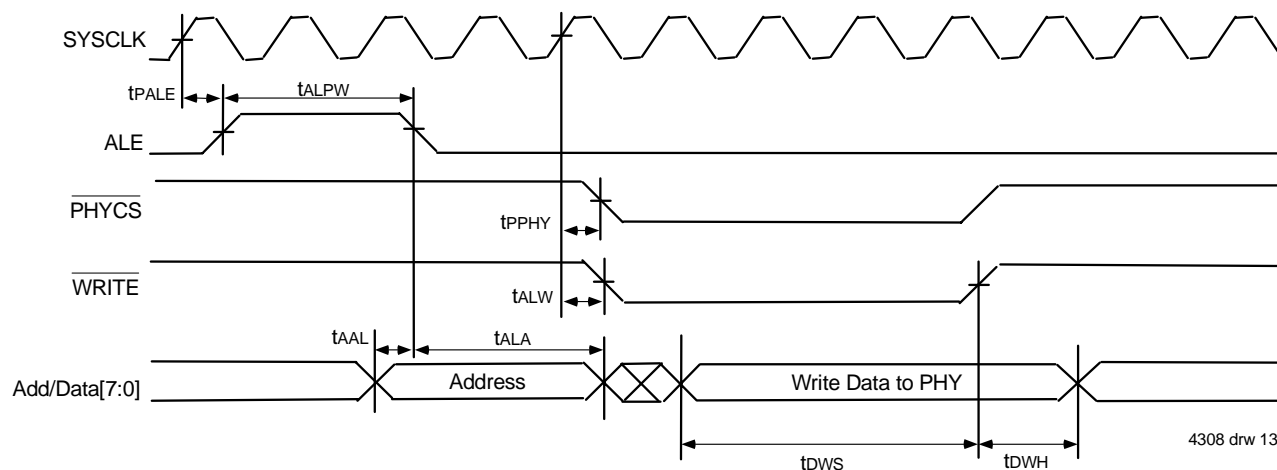 SYSCLK
tPALE
tALPW
ALE
PHYCS
tPPHY
WRITE
tALW
tAAL
tALA
Add/Data[7:0]
Address
Write Data to PHY
4308 drw 13
tDWS
tDWH